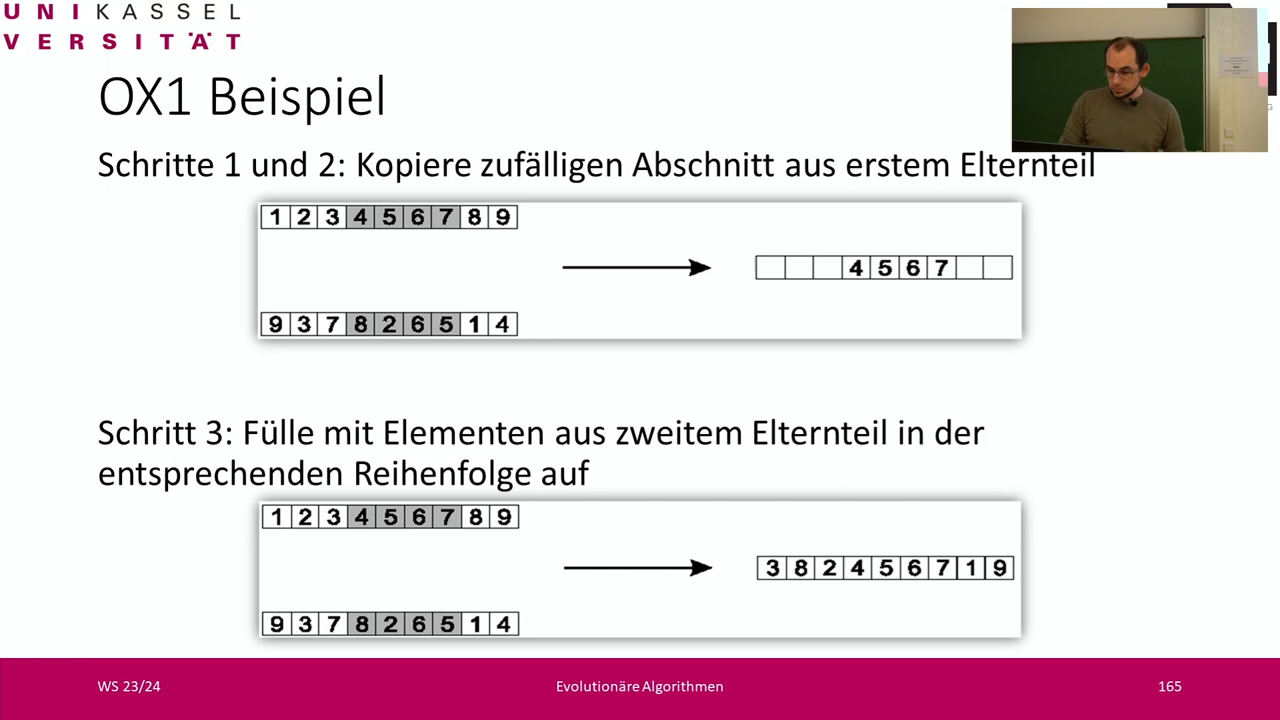 UNIKASSEL
VERSITÄT
OX1 Beispiel
Schritte 1 und 2: Kopiere zufälligen Abschnitt aus erstem Elternteil
1 2 3 4 5 6 7 8 9
4 5 6 7
9 3 7 8 2 6 5 1 4
Schritt 3: Fülle mit Elementen aus zweitem Elternteil in der
entsprechenden Reihenfolge auf
1 2 3 4 5 6 7 8 9
3 8 2 4 5 6 7 1 9
9 3 7 8 2 6 5 1 4
WS 23/24
Evolutionäre Algorithmen
165